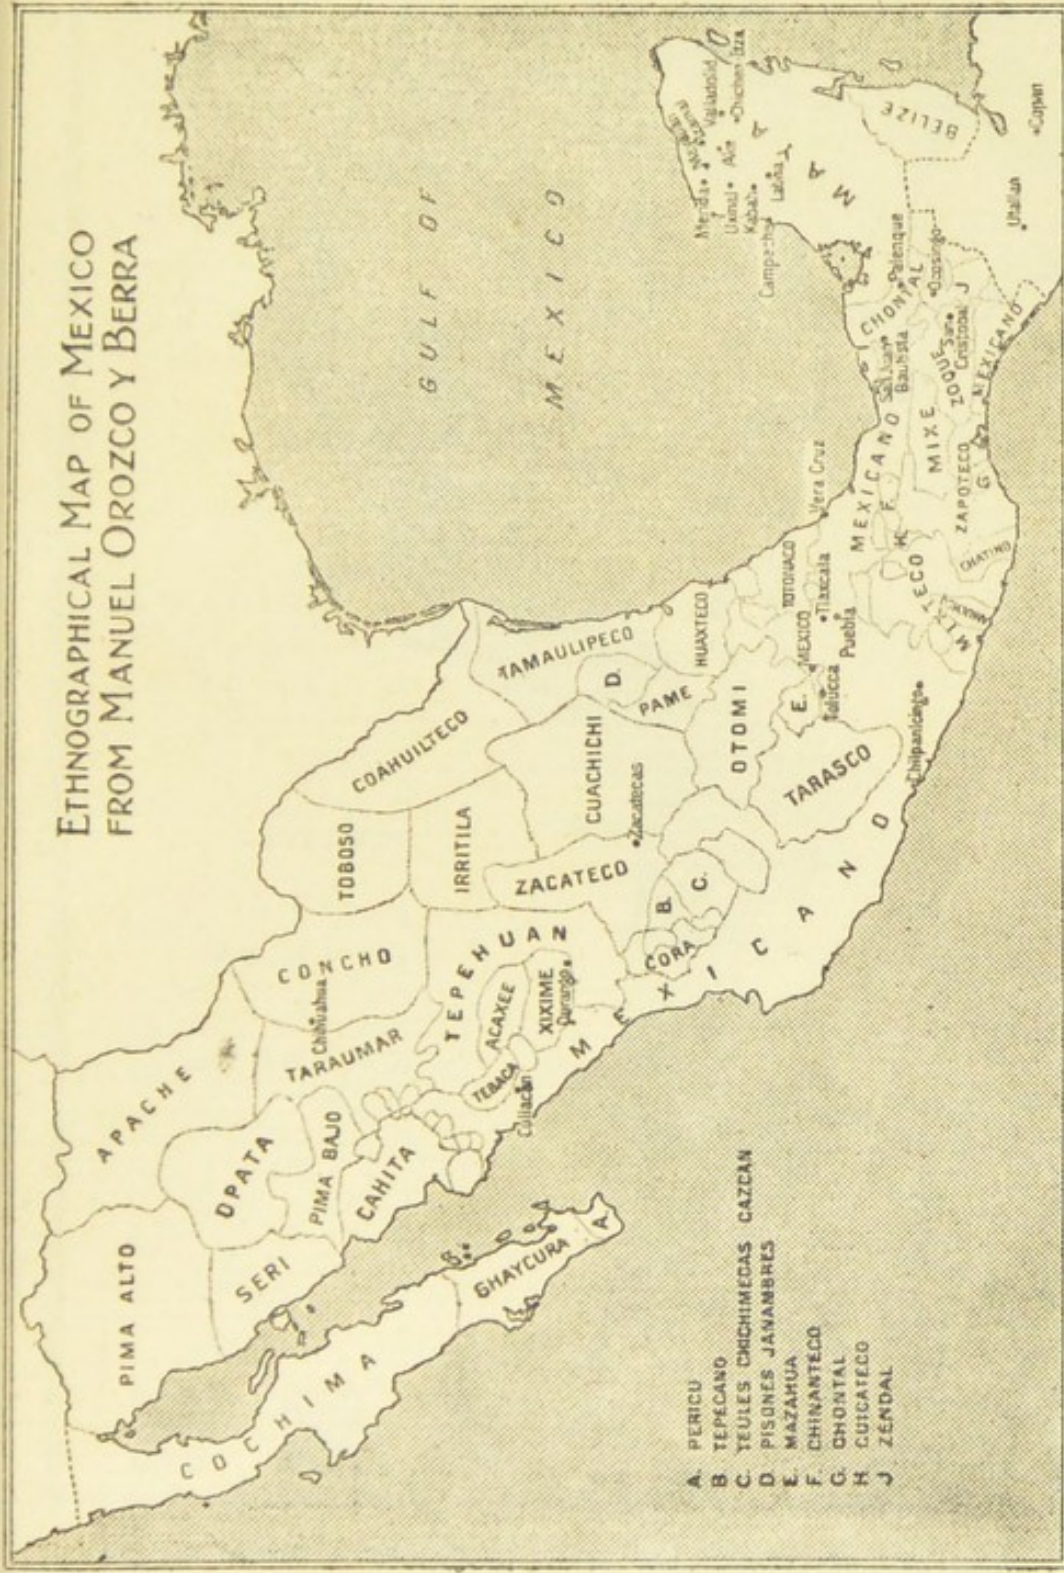 ETHNOGRAPHICAL MAP OF MEXICO
FROM MANUEL OROZCO Y BERRA
GULF OF
MEXICO
PIMA ALTO
APACHE
OPATA
SERI
PIMA BAJO
CAHITA
COCHIMA
GHAYCURA
A
CONCHO
Chihuahua
TARAUMAR
TOBOSO
COAHUILTECO
IRRITILA
TEPEHUAN
ACAXEE
XIXIME
Durango
TEBACA
Culiacan
ZACATECO
Zacatecas
CUACHICHI
TAMAULIPECO
D.
PAME
HUAXTECO
OTOMI
E.
TARASCO
B.
C.
CORA
MEXICANO
MEXICO
Tolucca
TOTONACO
Tlaxcala
Puebla
Vera Cruz
Chilpanicingo
MEXICANO
F.
H.
MIXTECO
CHATINO
ZAPOTECO
G
MIXE
ZOQUE
San
Cristobal
MEXICANO
San Juan
Bautista
CHONTAL
Palenque
Ocosingo
J
MAYA
Merida
Uxmal
Kabah
Campeche
Labna
Valladolid
Chichen Itza
BELIZE
Utatlan
Copan
A. PERICU
B TEPECANO
C. TEULES CHICHIMECAS CAZCAN
D. PISONES JANAMBRES
E. MAZAHUA
F. CHINANTECO
G. CHONTAL
H CUICATECO
J ZENDAL